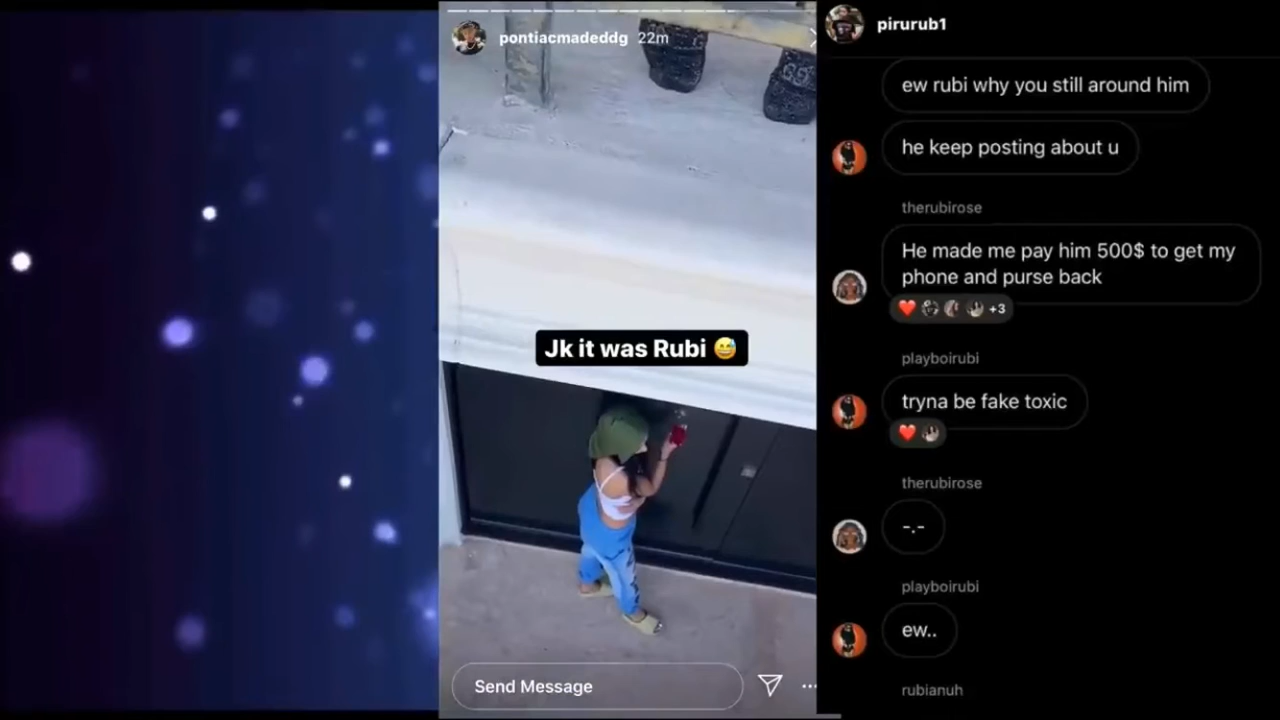 pontiacmadeddg 22m
Jk it was Rubi 😅
Send Message
pirurub1
ew rubi why you still around him
he keep posting about u
therubirose
He made me pay him 500$ to get my
phone and purse back
+3
playboirubi
tryna be fake toxic
therubirose
-.-
playboirubi
ew..
rubianuh